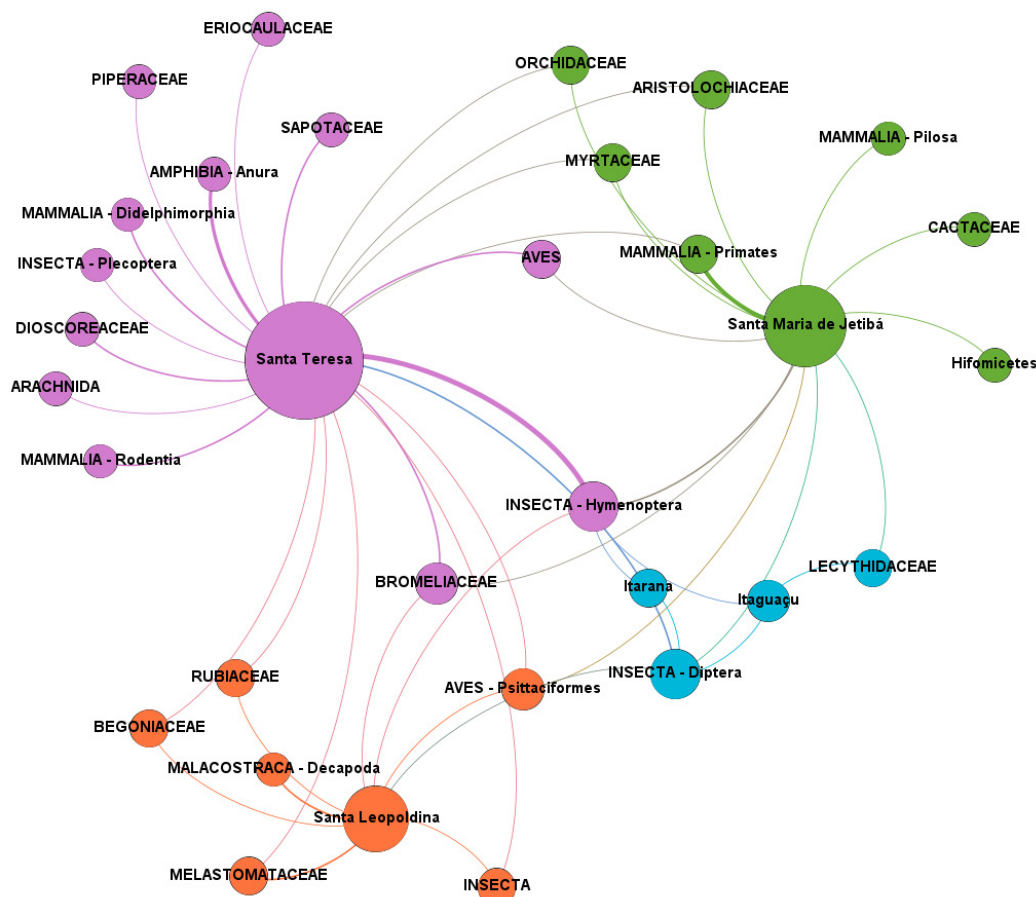 ERIOCAULACEAE
ORCHIDACEAE
PIPERACEAE
ARISTOLOCHIACEAE
SAPOTACEAE
MAMMALIA - Pilosa
MYRTACEAE
AMPHIBIA - Anura
MAMMALIA - Didelphimorphia
CACTACEAE
MAMMALIA - Primates
AVES
INSECTA - Plecoptera
DIOSCOREACEAE
Santa Maria de Jetibá
Santa Teresa
Hifomicetes
ARACHNIDA
MAMMALIA - Rodentia
INSECTA - Hymenoptera
LECYTHIDACEAE
BROMELIACEAE
Itarana
Itaguaçu
RUBIACEAE
INSECTA - Diptera
AVES - Psittaciformes
BEGONIACEAE
MALACOSTRACA - Decapoda
Santa Leopoldina
MELASTOMATACEAE
INSECTA